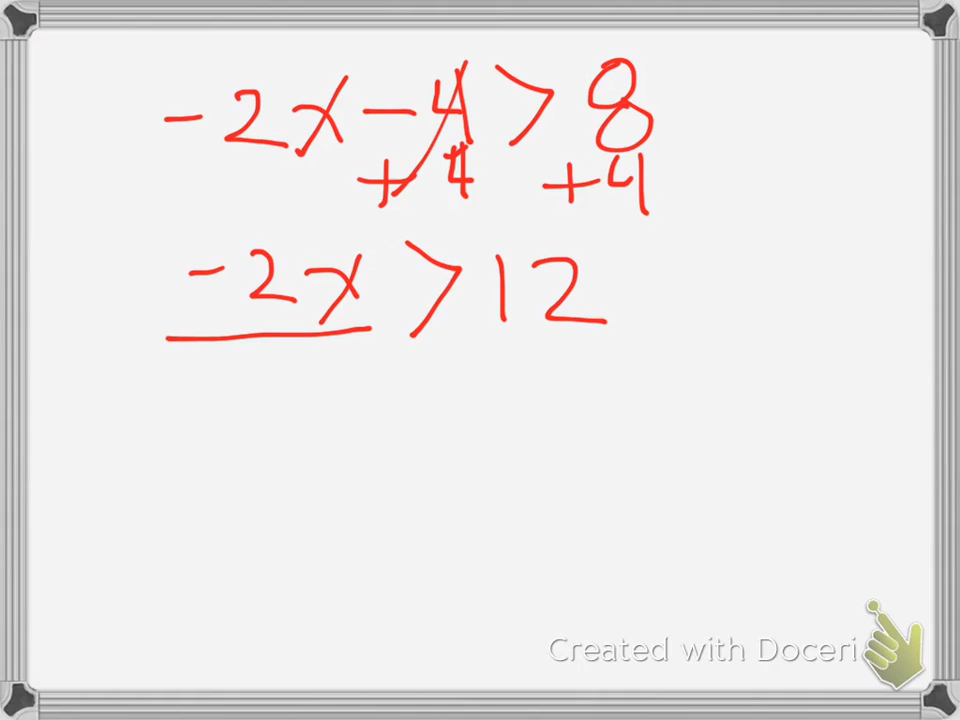 -2x - 4 > 8
+ 4 + 4
-2x > 12
Created with Doceri